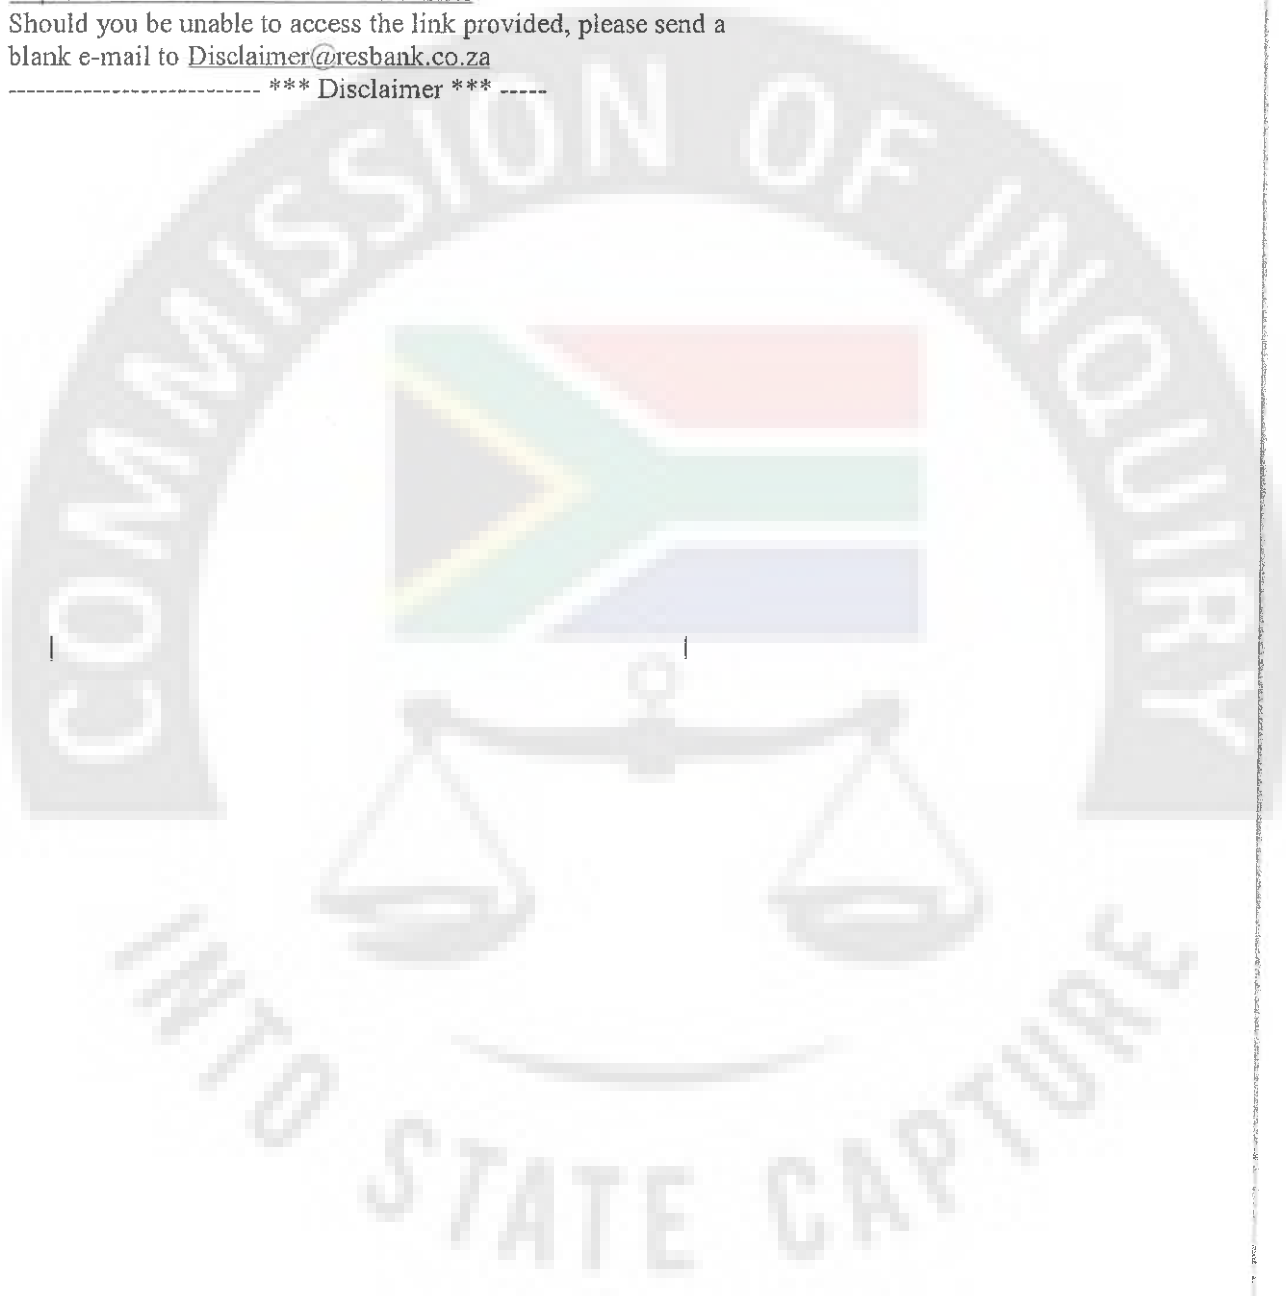 Should you be unable to access the link provided, please send a
blank e-mail to Disclaimer@resbank.co.za
--------------------------- *** Disclaimer *** -----
COMMISSION OF INQUIRY
INTO STATE CAPTURE